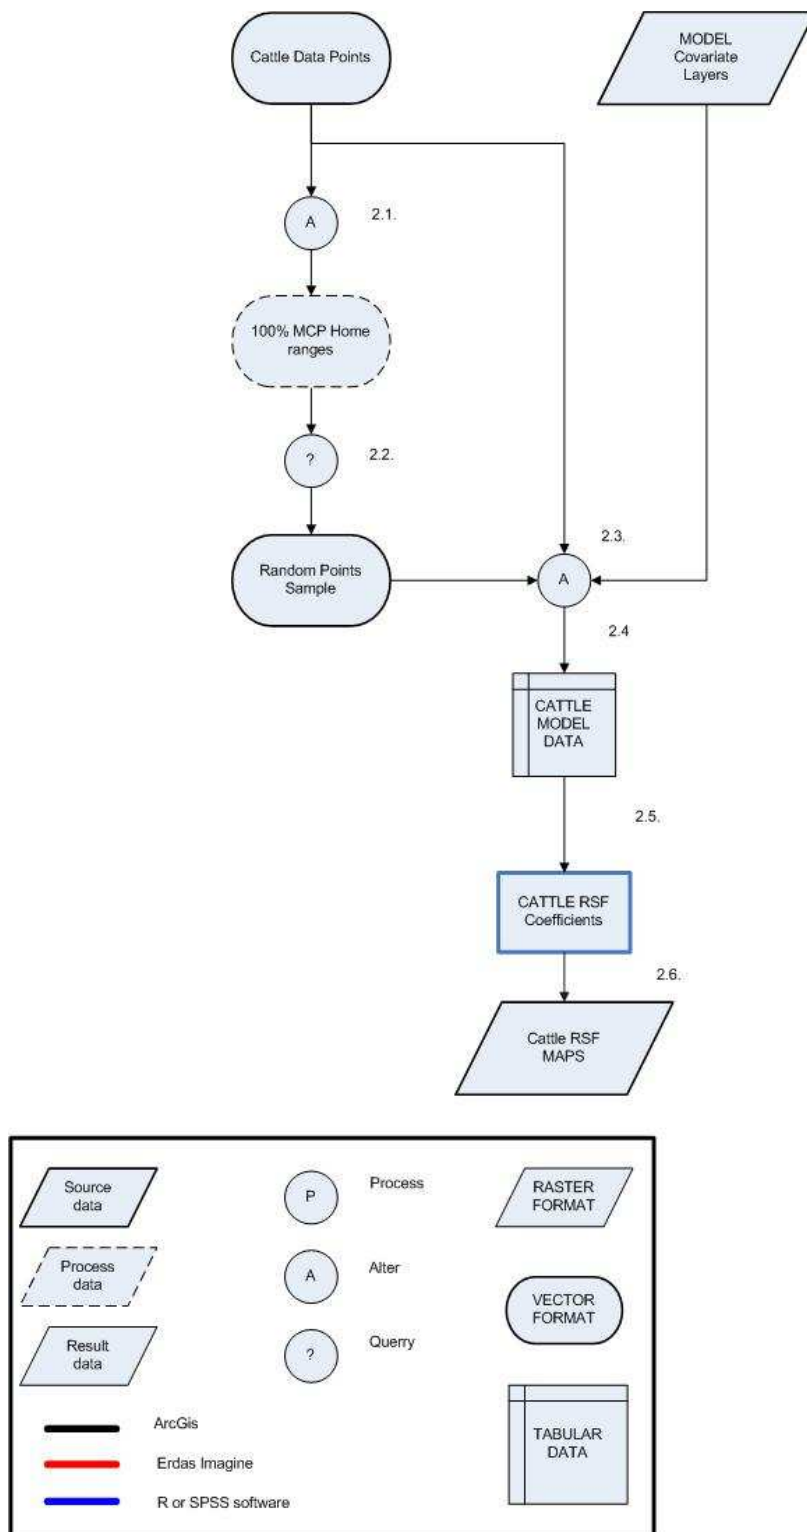 Cattle Data Points
MODEL
Covariate
Layers
A
2.1.
100% MCP Home
ranges
?
2.2.
Random Points
Sample
2.3.
A
2.4
CATTLE
MODEL
DATA
2.5.
CATTLE RSF
Coefficients
2.6.
Cattle RSF
MAPS
Source
data
P
Process
RASTER
FORMAT
Process
data
A
Alter
VECTOR
FORMAT
Result
data
?
Querry
TABULAR
DATA
ArcGis
Erdas Imagine
R or SPSS software